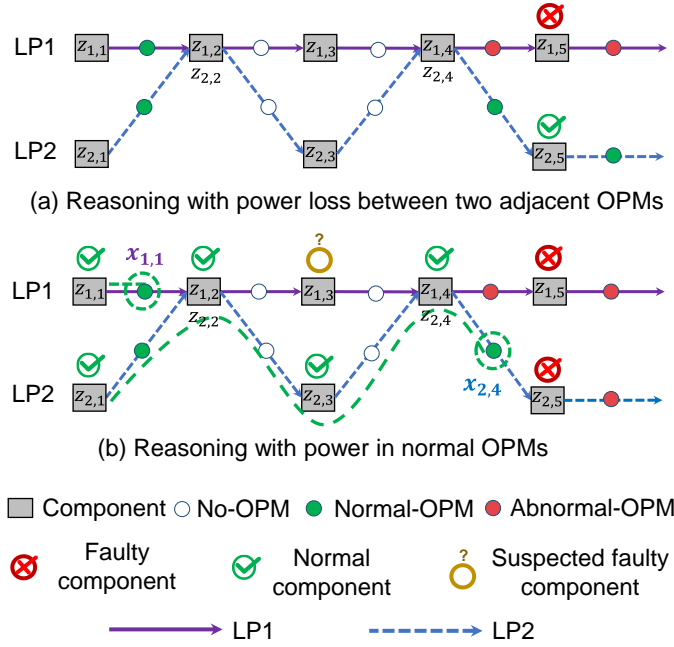 LP1 z1,1 z1,2 z1,3 z1,4 z1,5
z2,2 z2,4
LP2 z2,1 z2,3 z2,5
(a) Reasoning with power loss between two adjacent OPMs
x1,1 ?
LP1 z1,1 z1,2 z1,3 z1,4 z1,5
z2,2 z2,4
LP2 z2,1 z2,3 x2,4 z2,5
(b) Reasoning with power in normal OPMs
Component No-OPM Normal-OPM Abnormal-OPM
Faulty component
Normal component
? Suspected faulty component
LP1 LP2